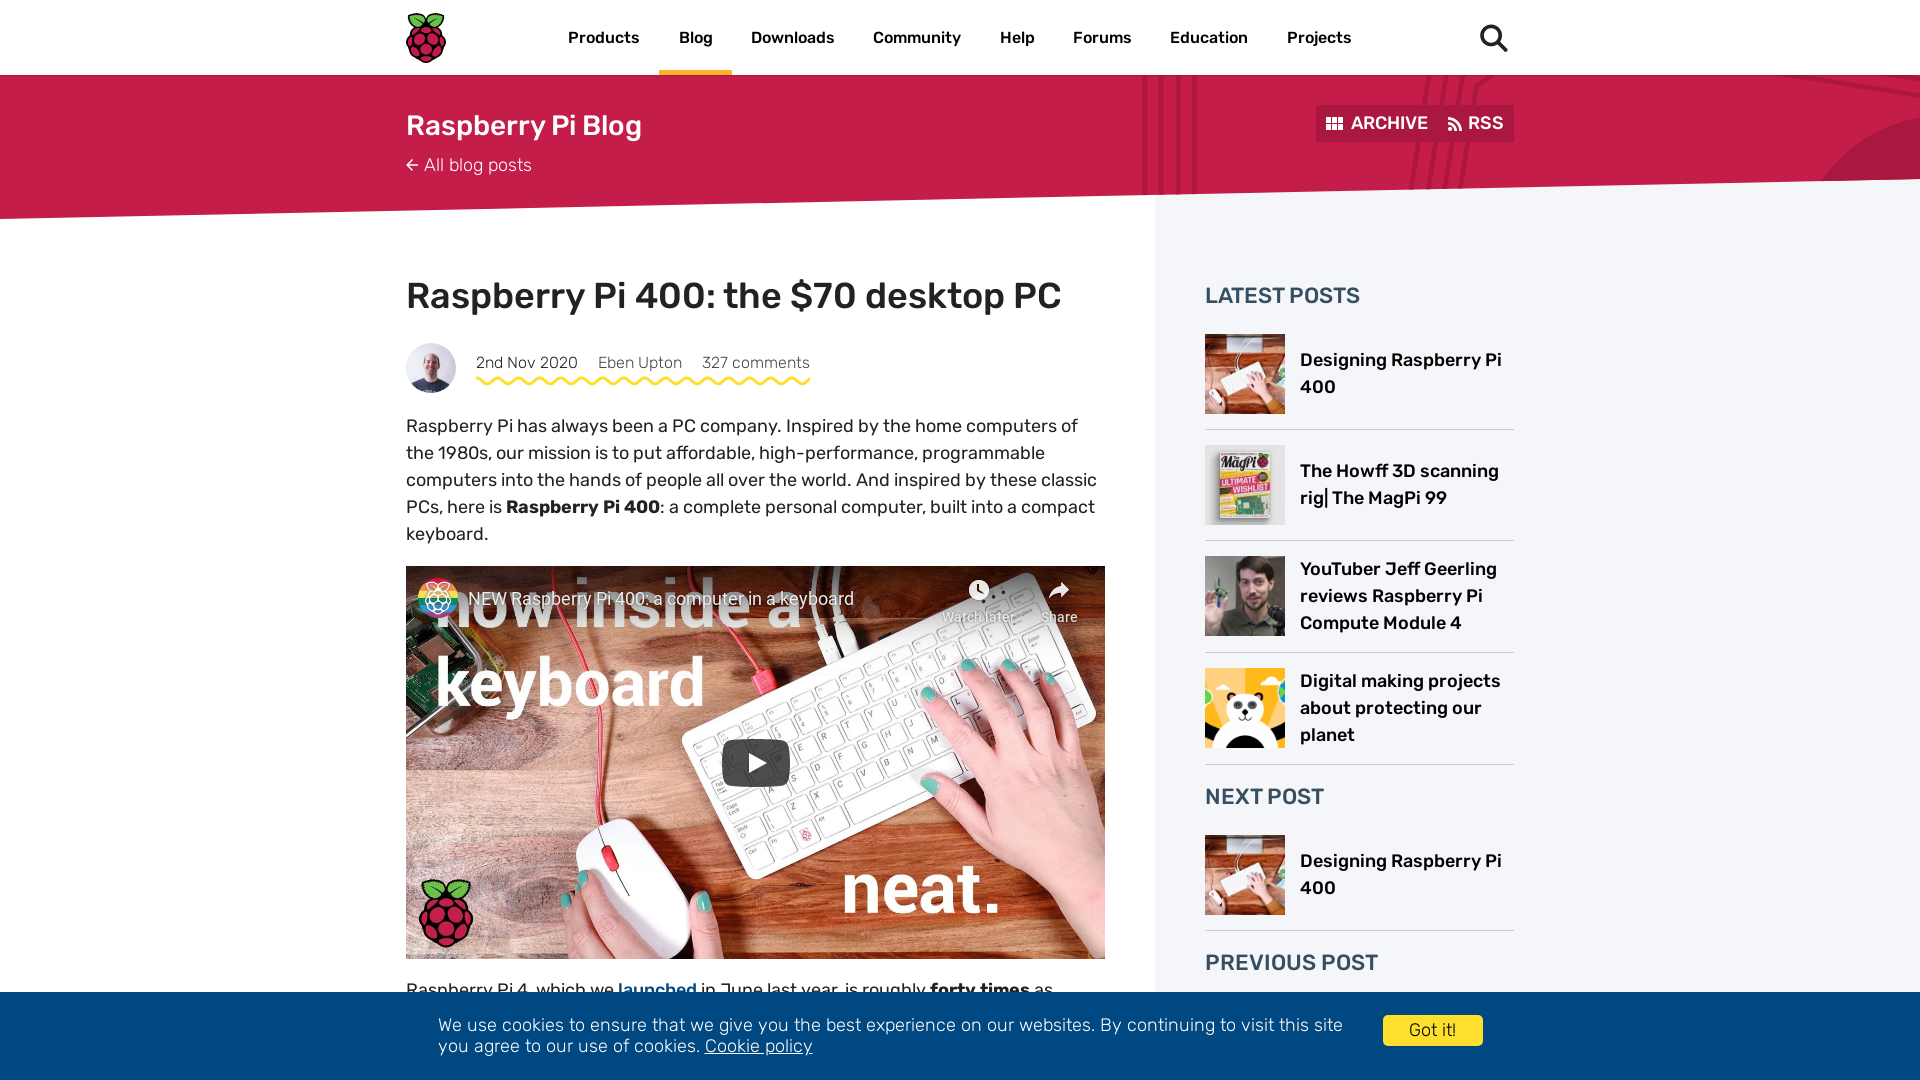 Products Blog Downloads Community Help Forums Education Projects
Raspberry Pi Blog
ARCHIVE RSS
← All blog posts
Raspberry Pi 400: the $70 desktop PC
2nd Nov 2020 Eben Upton 327 comments
Raspberry Pi has always been a PC company. Inspired by the home computers of
the 1980s, our mission is to put affordable, high-performance, programmable
computers into the hands of people all over the world. And inspired by these classic
PCs, here is Raspberry Pi 400: a complete personal computer, built into a compact
keyboard.
NEW Raspberry Pi 400: a computer in a keyboard
Watch later Share
now inside a
keyboard
neat.
Raspberry Pi 4, which we launched in June last year, is roughly forty times as
LATEST POSTS
Designing Raspberry Pi
400
MagPi
ULTIMATE
WISHLIST
The Howff 3D scanning
rig| The MagPi 99
YouTuber Jeff Geerling
reviews Raspberry Pi
Compute Module 4
Digital making projects
about protecting our
planet
NEXT POST
Designing Raspberry Pi
400
PREVIOUS POST
We use cookies to ensure that we give you the best experience on our websites. By continuing to visit this site
you agree to our use of cookies. Cookie policy
Got it!